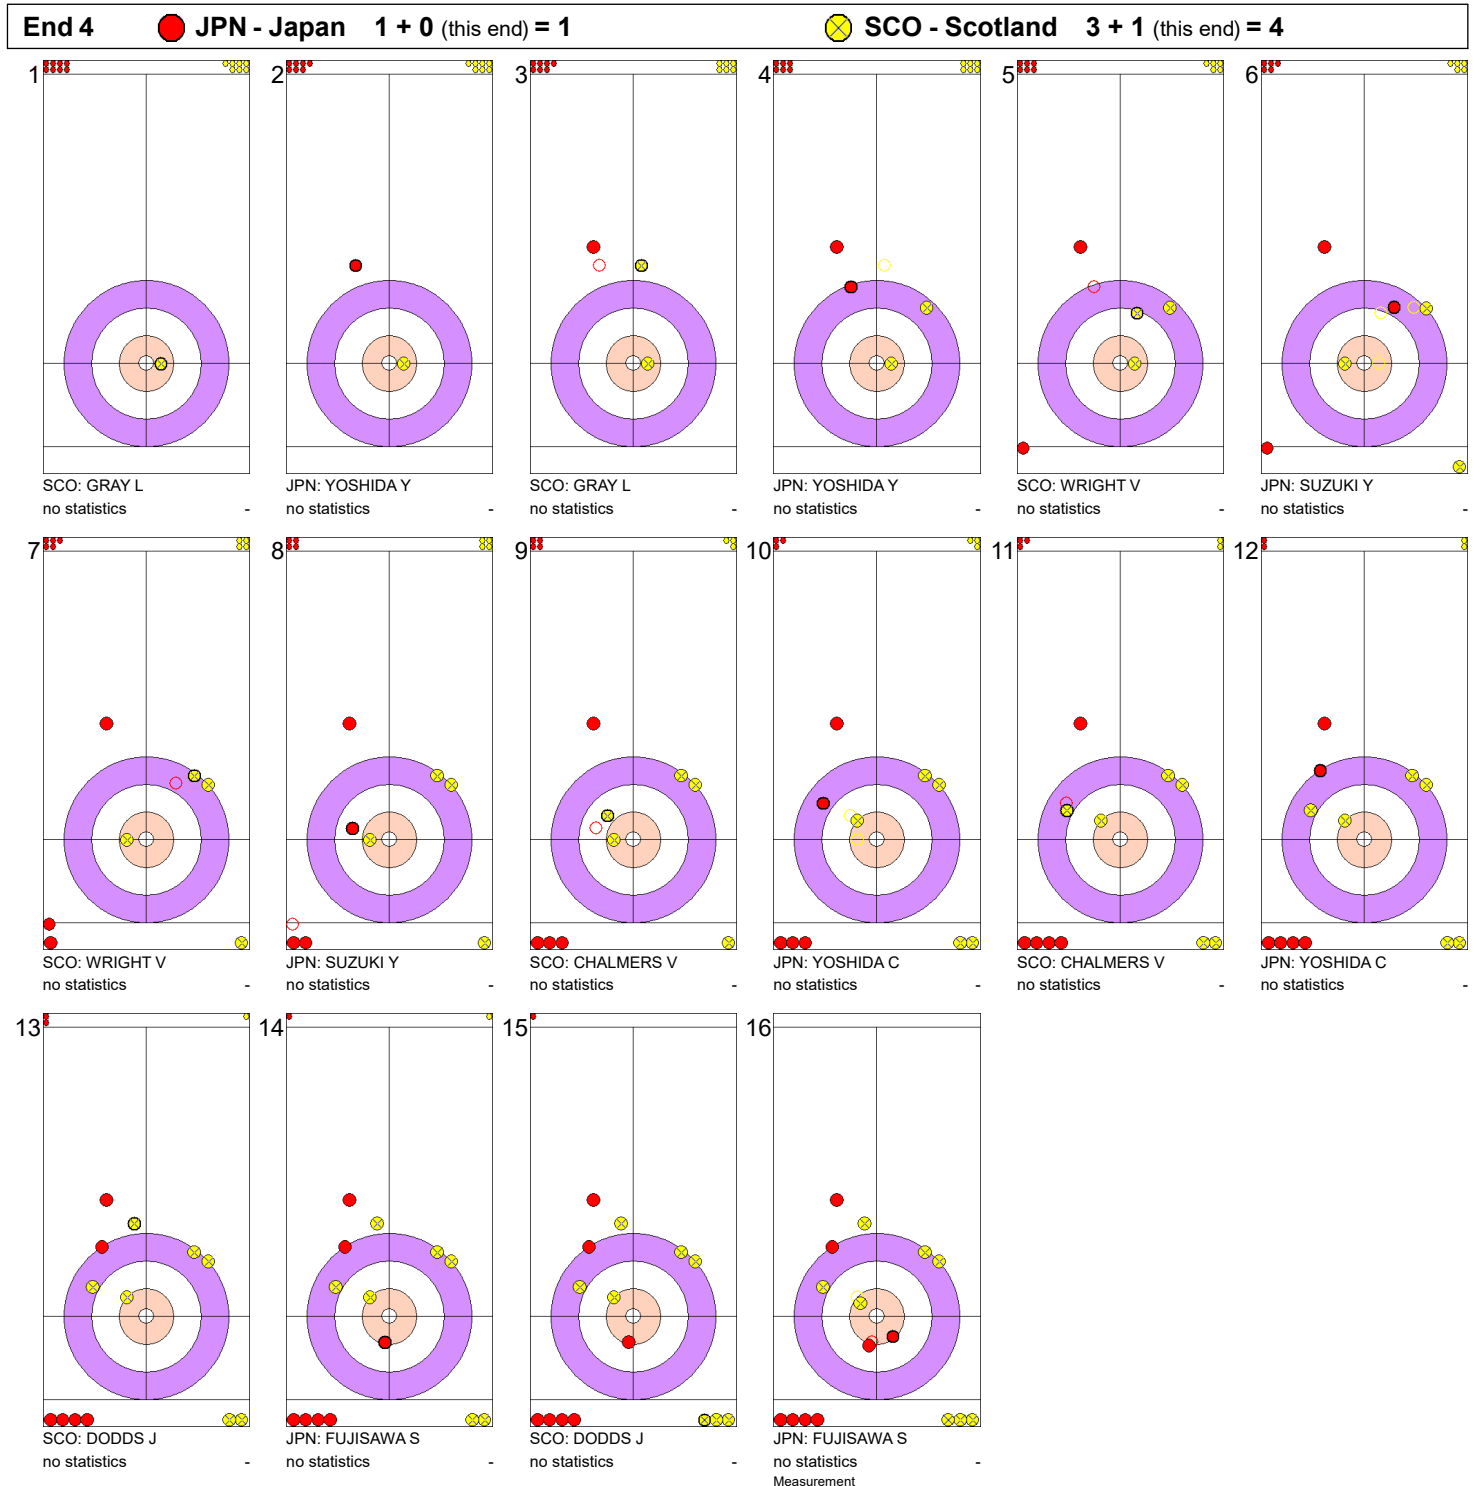 End 4 JPN - Japan 1 + 0 (this end) = 1 SCO - Scotland 3 + 1 (this end) = 4
1 2 3 4 5 6
SCO: GRAY L JPN: YOSHIDA Y SCO: GRAY L JPN: YOSHIDA Y SCO: WRIGHT V JPN: SUZUKI Y
no statistics - no statistics - no statistics - no statistics - no statistics - no statistics -
7 8 9 10 11 12
SCO: WRIGHT V JPN: SUZUKI Y SCO: CHALMERS V JPN: YOSHIDA C SCO: CHALMERS V JPN: YOSHIDA C
no statistics - no statistics - no statistics - no statistics - no statistics - no statistics -
13 14 15 16
SCO: DODDS J JPN: FUJISAWA S SCO: DODDS J JPN: FUJISAWA S
no statistics - no statistics - no statistics - no statistics -
Measurement